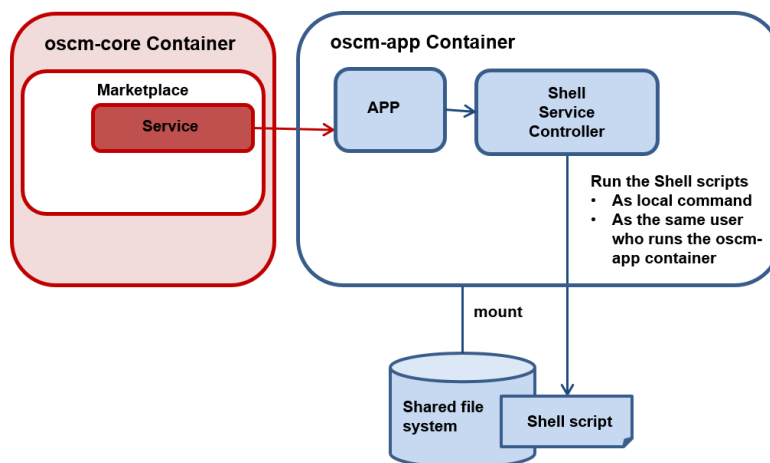 oscm-core Container
Marketplace
Service
oscm-app Container
APP
Shell
Service
Controller
Run the Shell scripts
• As local command
• As the same user
who runs the oscm-
app container
mount
Shared file
system
Shell script